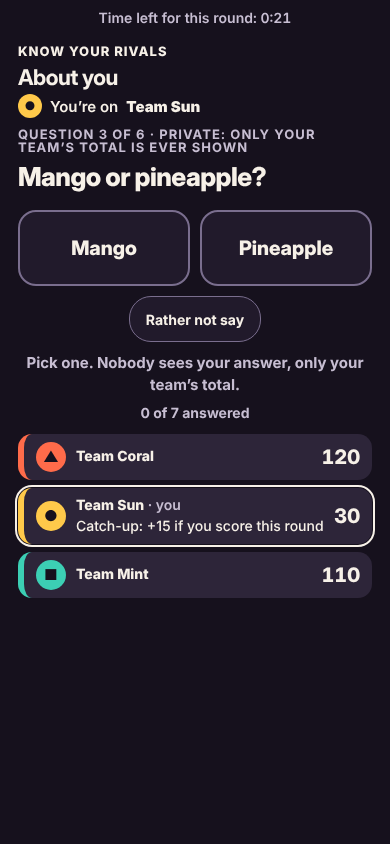 Time left for this round: 0:21
KNOW YOUR RIVALS
About you
You're on Team Sun
QUESTION 3 OF 6 · PRIVATE: ONLY YOUR
TEAM'S TOTAL IS EVER SHOWN
Mango or pineapple?
Mango
Pineapple
Rather not say
Pick one. Nobody sees your answer, only your
team's total.
0 of 7 answered
Team Coral
120
Team Sun · you
Catch-up: +15 if you score this round
30
Team Mint
110